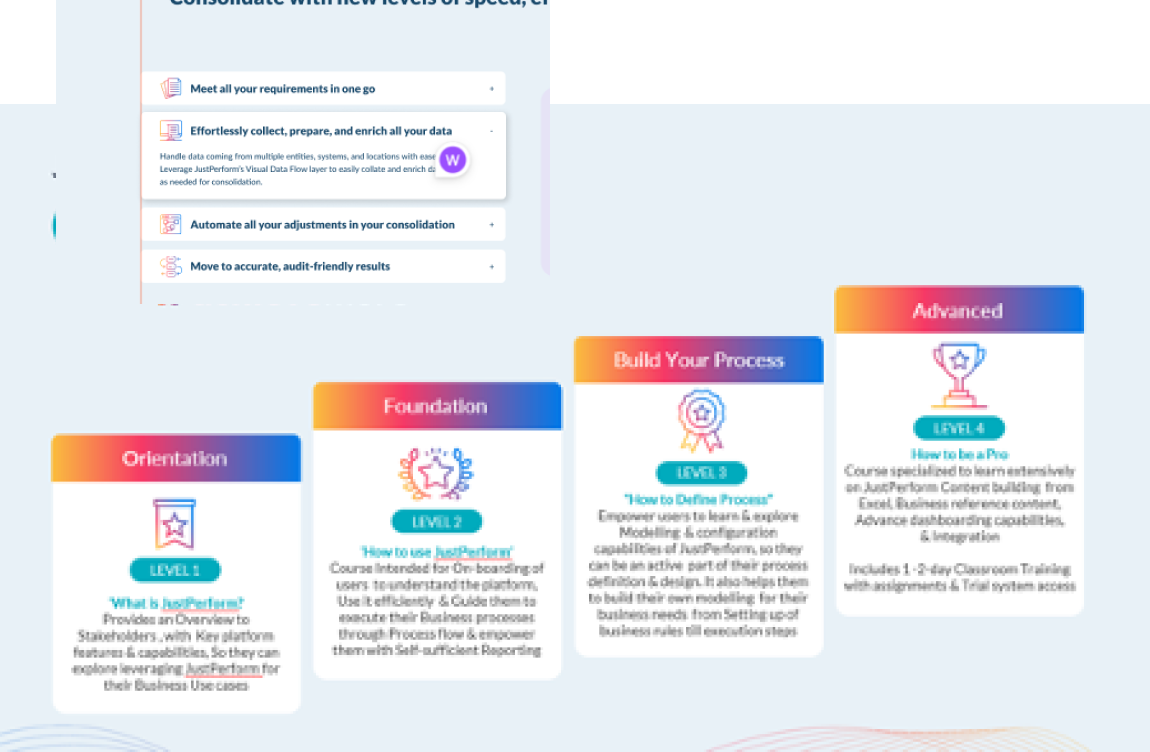 Consolidate with new levels of speed, ef
Meet all your requirements in one go
+
Effortlessly collect, prepare, and enrich all your data
-
Handle data coming from multiple entities, systems, and locations with ease
Leverage JustPerform's Visual Data Flow layer to easily collate and enrich da
as needed for consolidation.
W
Automate all your adjustments in your consolidation
+
Move to accurate, audit-friendly results
+
Orientation
LEVEL 1
'What is JustPerform?
Provides an Overview to
Stakeholders , with Key platform
features & capabilities, So they can
explore leveraging JustPerform for
their Business Use cases
Foundation
LEVEL 2
'How to use JustPerform'
Course Intended for On-boarding of
users to understand the platform,
Use it efficiently & Guide them to
execute their Business processes
through Process flow & empower
them with Self-sufficient Reporting
Build Your Process
LEVEL 3
"How to Define Process"
Empower users to learn & explore
Modelling & configuration
capabilities of JustPerform, so they
can be an active part of their process
definition & design. It also helps them
to build their own modelling for their
business needs from Setting up of
business rules till execution steps
Advanced
LEVEL 4
How to be a Pro
Course specialized to learn extensively
on JustPerform Content building from
Excel, Business reference content,
Advance dashboarding capabilities,
& Integration
Includes 1 -2-day Classroom Training
with assignments & Trial system access